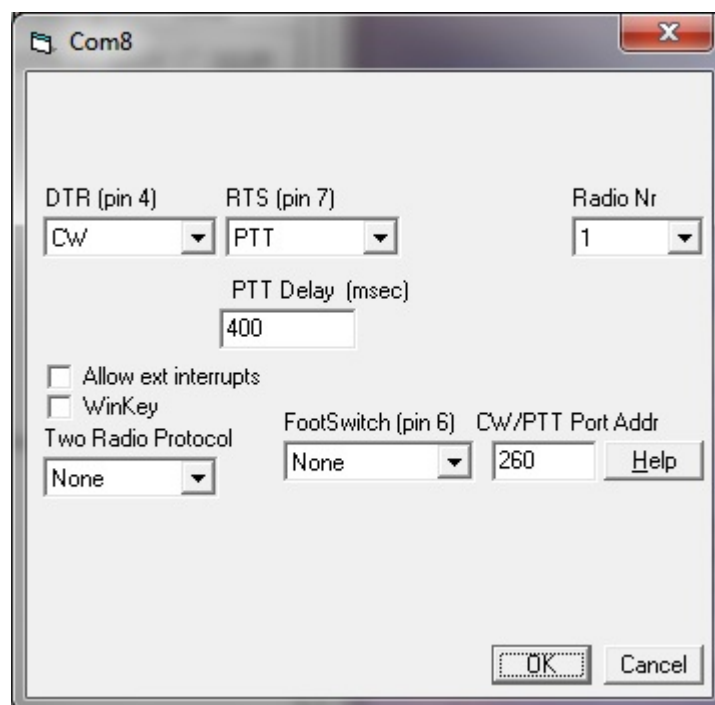 Com8
DTR (pin 4) RTS (pin 7) Radio Nr
CW PTT 1
PTT Delay (msec)
400
Allow ext interrupts
WinKey
Two Radio Protocol FootSwitch (pin 6) CW/PTT Port Addr
None None 260 Help
OK Cancel